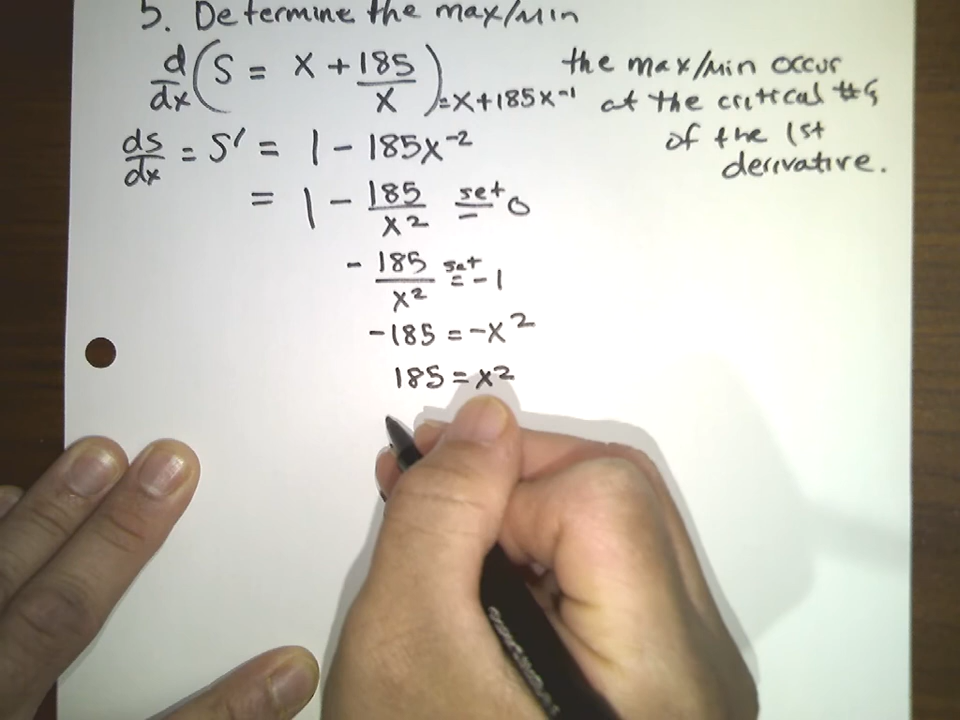 5. Determine the max/min
d/dx (S = x + 185/x) = x + 185x⁻¹
the max/min occur
at the critical #s
of the 1st
derivative.
ds/dx = S' = 1 - 185x⁻²
= 1 - 185/x² set= 0
- 185/x² set= -1
-185 = -x²
185 = x²